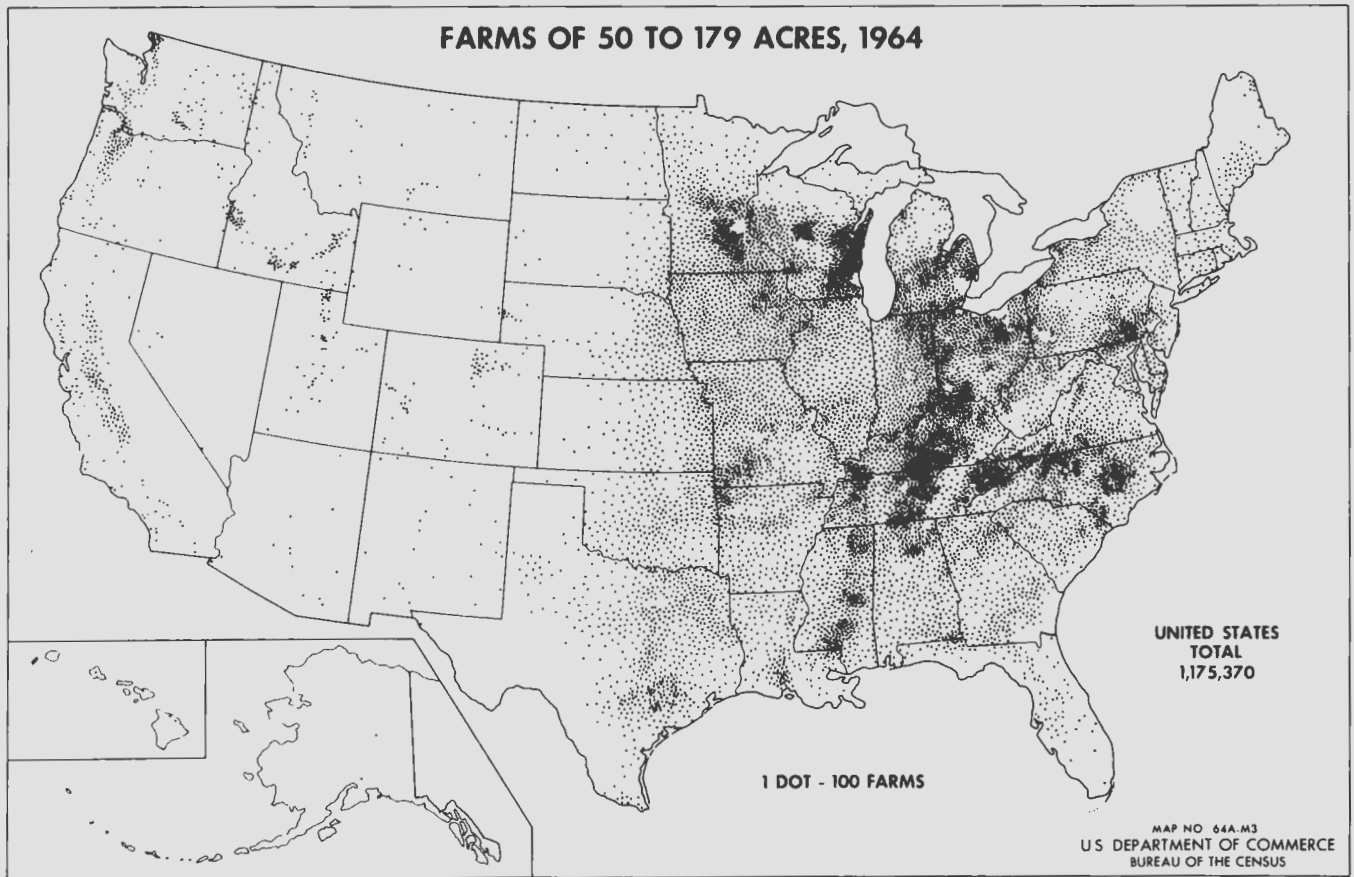 FARMS OF 50 TO 179 ACRES, 1964
UNITED STATES
TOTAL
1,175,370
1 DOT - 100 FARMS
MAP NO 64A-M3
U S DEPARTMENT OF COMMERCE
BUREAU OF THE CENSUS